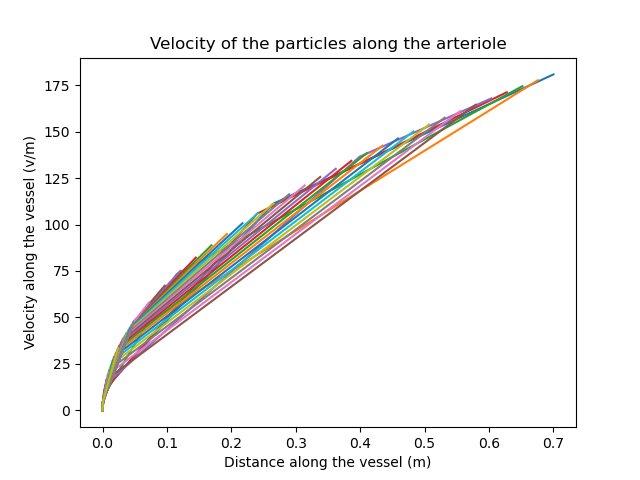 Velocity of the particles along the arteriole
Velocity along the vessel (v/m)
175
150
125
100
75
50
25
0
0.0 0.1 0.2 0.3 0.4 0.5 0.6 0.7
Distance along the vessel (m)